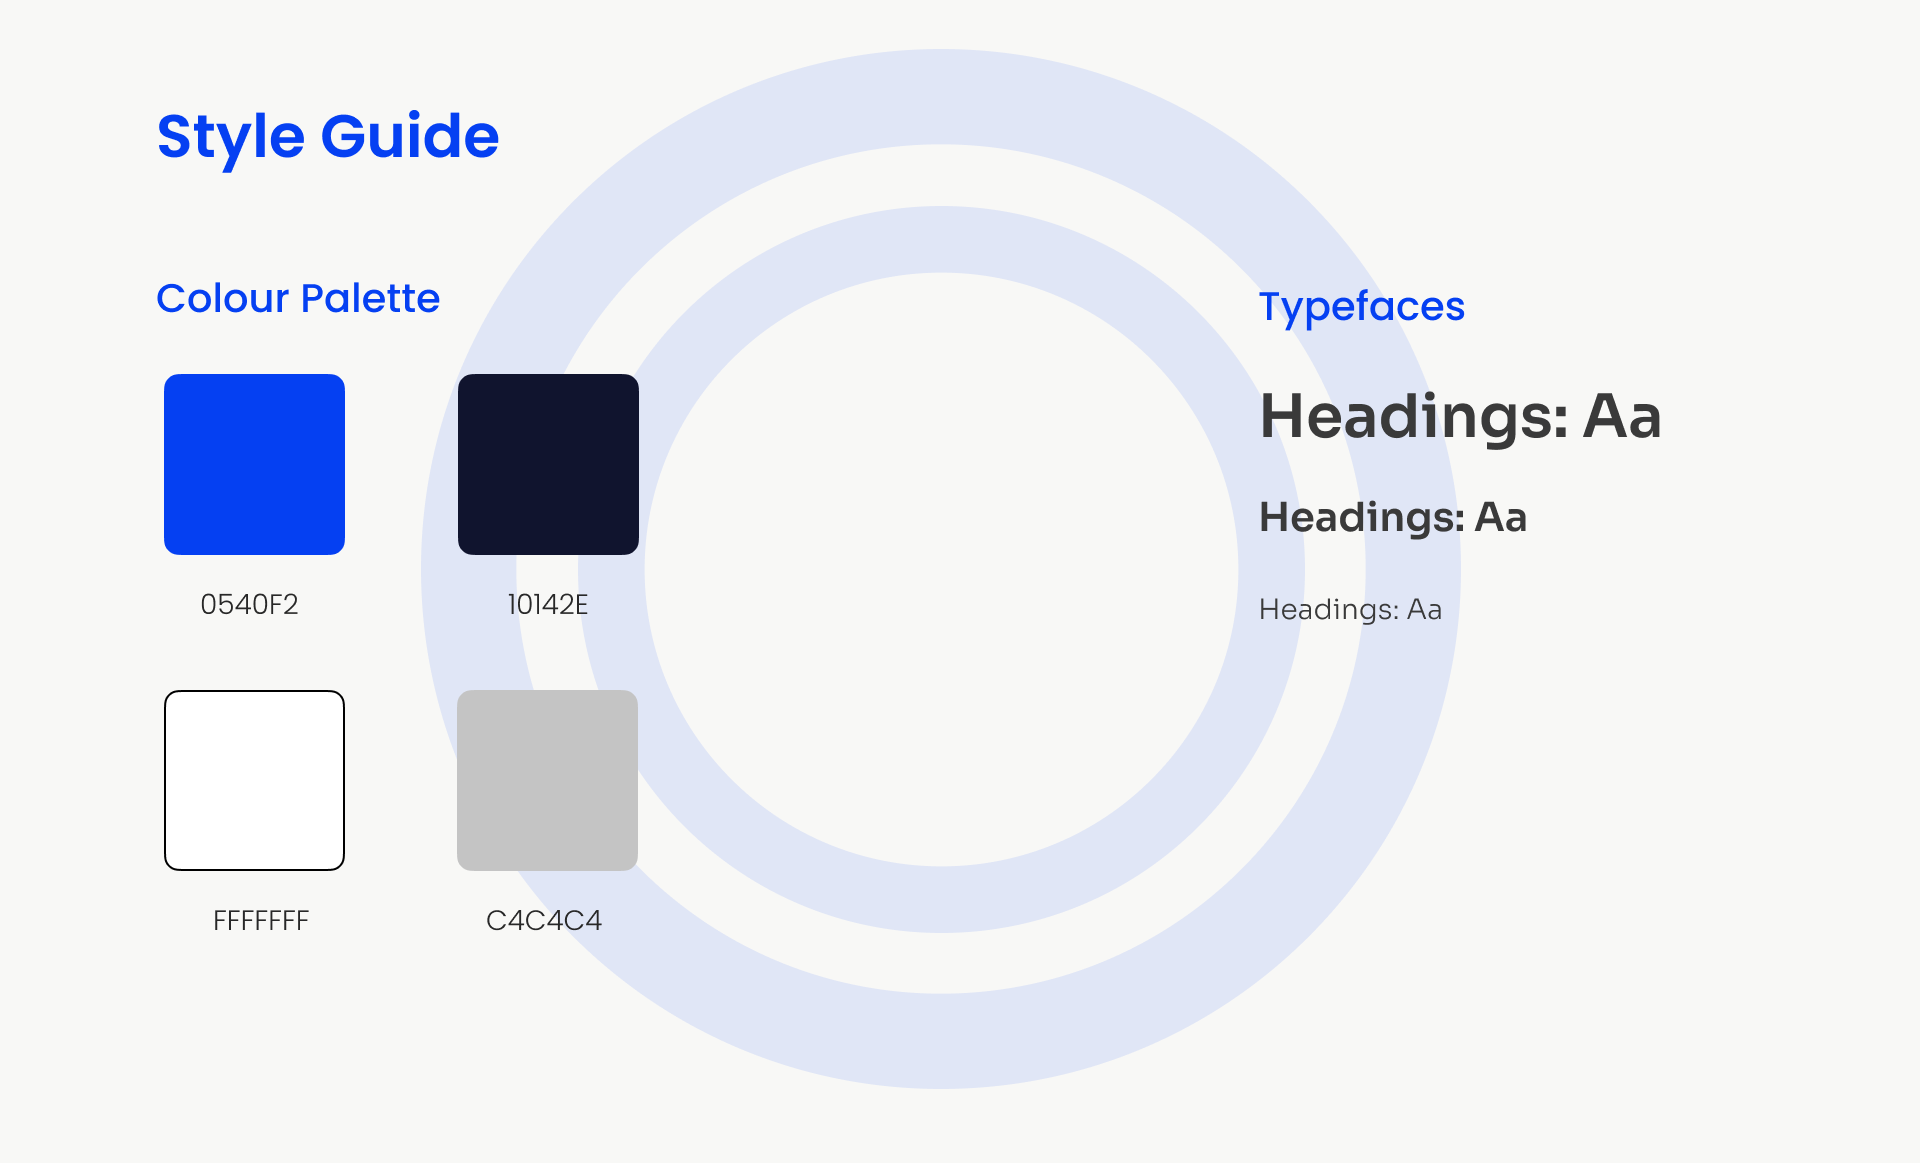 Style Guide
Colour Palette
0540F2
10142E
FFFFFFF
C4C4C4
Typefaces
Headings: Aa
Headings: Aa
Headings: Aa